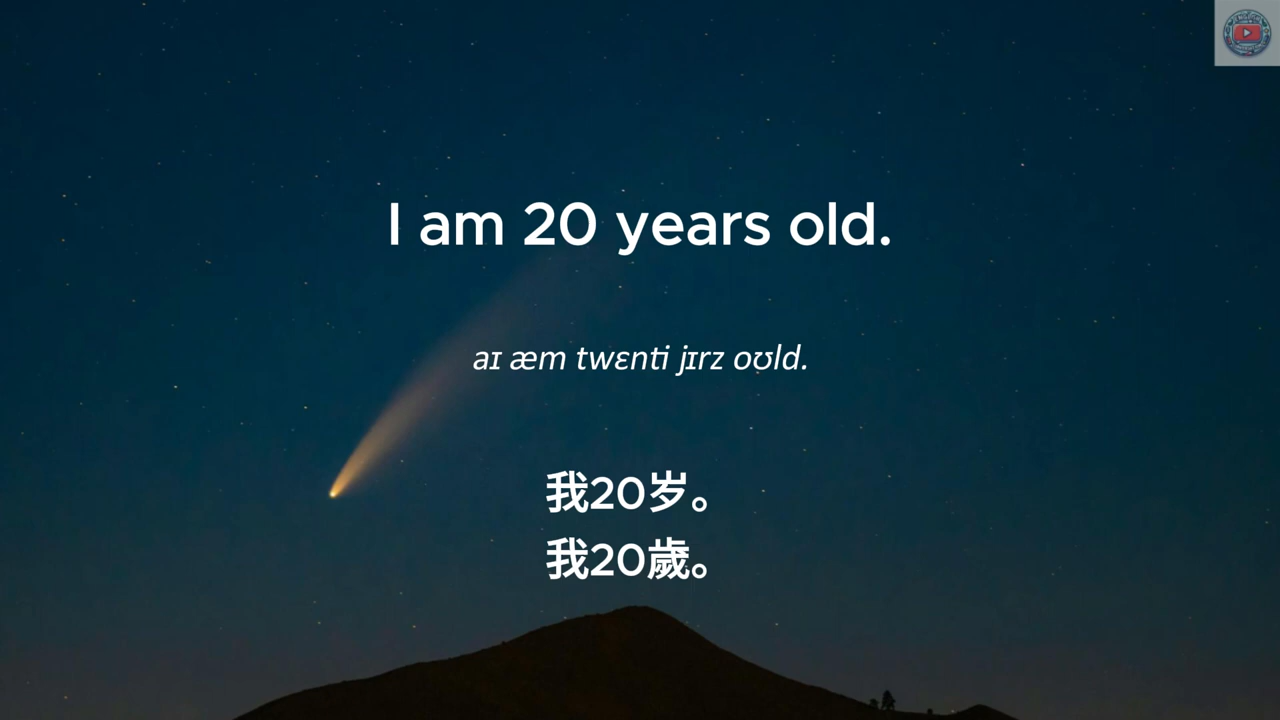 I am 20 years old.
aɪ æm twɛnti jɪrz oʊld.
我20岁。
我20歲。